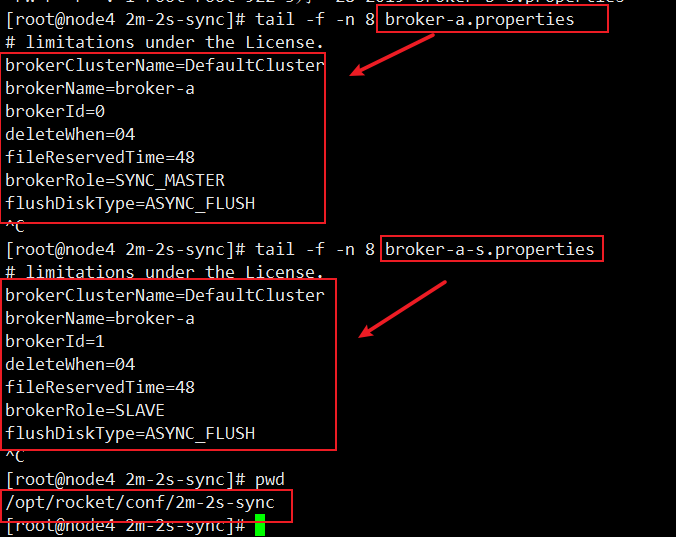 [root@node4 2m-2s-sync]# tail -f -n 8 broker-a.properties
# limitations under the License.
brokerClusterName=DefaultCluster
brokerName=broker-a
brokerId=0
deleteWhen=04
fileReservedTime=48
brokerRole=SYNC_MASTER
flushDiskType=ASYNC_FLUSH
^C
[root@node4 2m-2s-sync]# tail -f -n 8 broker-a-s.properties
# limitations under the License.
brokerClusterName=DefaultCluster
brokerName=broker-a
brokerId=1
deleteWhen=04
fileReservedTime=48
brokerRole=SLAVE
flushDiskType=ASYNC_FLUSH
^C
[root@node4 2m-2s-sync]# pwd
/opt/rocket/conf/2m-2s-sync
[root@node4 2m-2s-sync]#